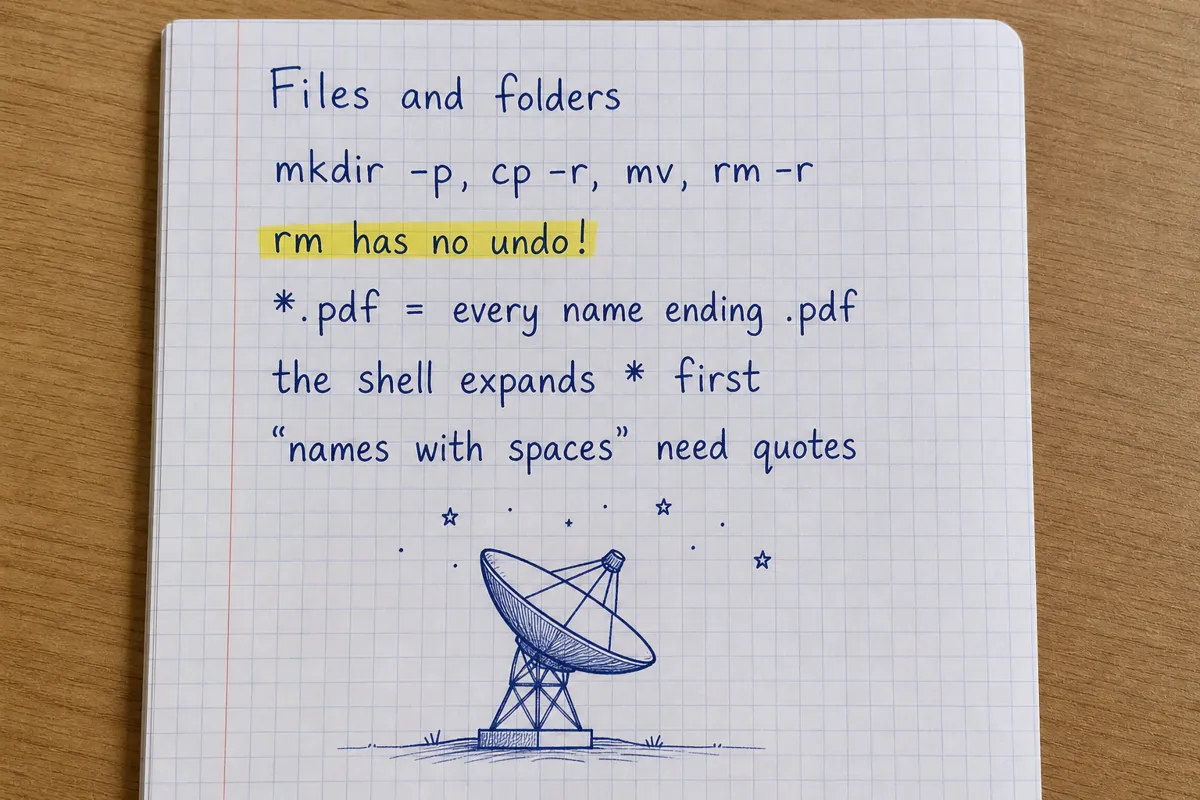 Files and folders
mkdir -p, cp -r, mv, rm -r
rm has no undo!
*.pdf = every name ending .pdf
the shell expands * first
“names with spaces” need quotes